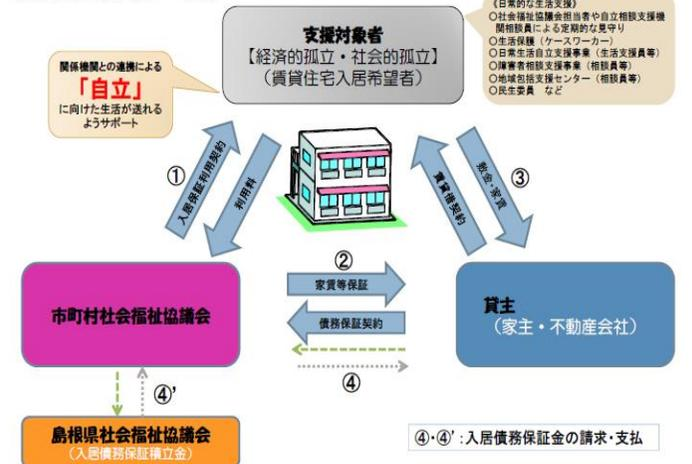 支援対象者
【経済的孤立・社会的孤立】
（賃貸住宅入居希望者）
《日常的な生活支援》
○社会福祉協議会担当者や自立相談支援機
関相談員による定期的な見守り
○生活保護（ケースワーカー）
○日常生活自立支援事業（生活支援員等）
○障害者相談支援事業（相談員等）
○地域包括支援センター（相談員等）
○民生委員 など
関係機関との連携による
「自立」
に向けた生活が送れる
ようサポート
①
入居保証利用契約
利用料
賃貸借契約
敷金・家賃
③
②
家賃等保証
債務保証契約
④
市町村社会福祉協議会
貸主
（家主・不動産会社）
④’
島根県社会福祉協議会
（入居債務保証積立金）
④・④’：入居債務保証金の請求・支払